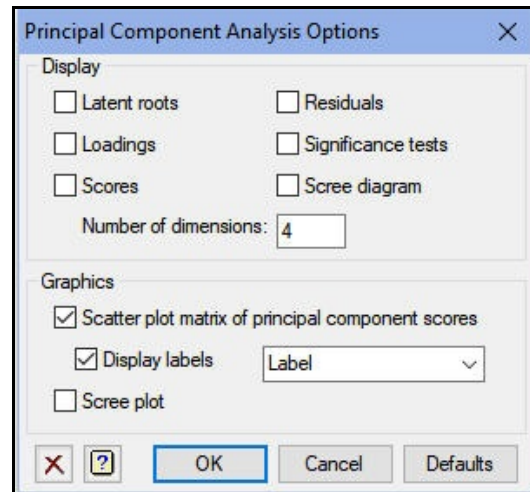 Principal Component Analysis Options
Display
Latent roots
Residuals
Loadings
Significance tests
Scores
Scree diagram
Number of dimensions: 4
Graphics
Scatter plot matrix of principal component scores
Display labels
Label
Scree plot
?
OK
Cancel
Defaults